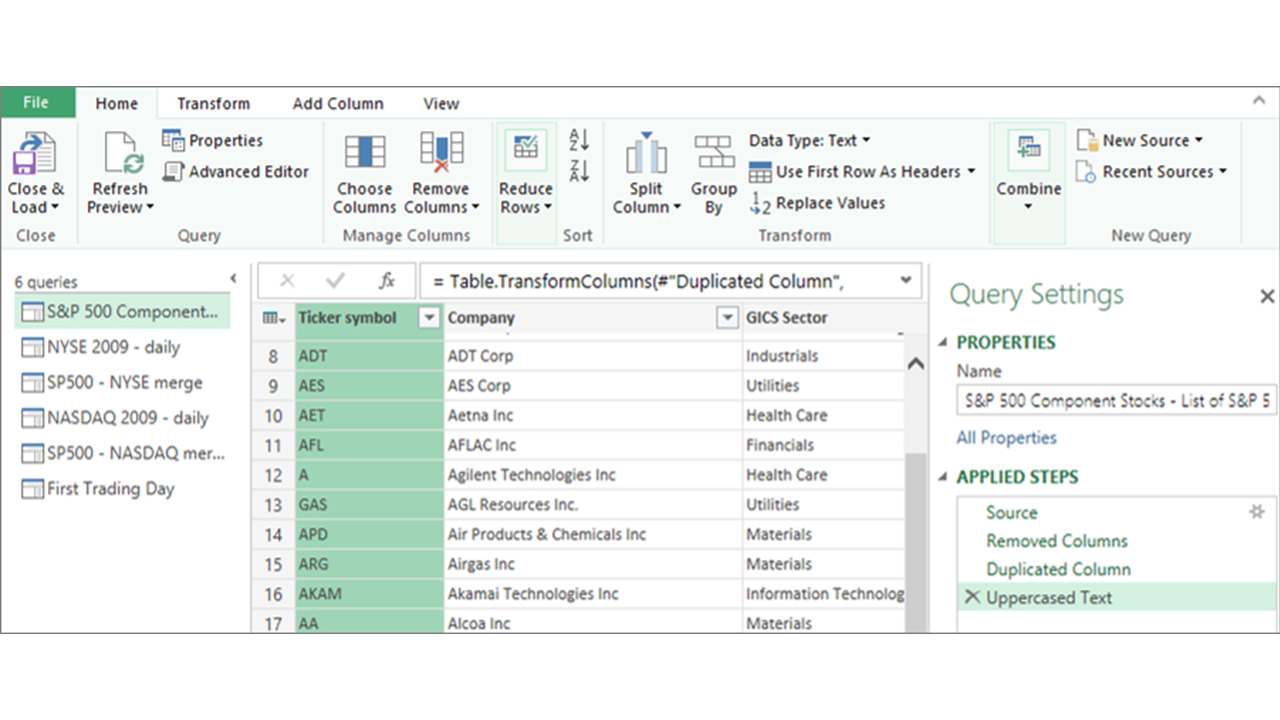 File Home Transform Add Column View
Close & Load
Close
Refresh Preview
Properties
Advanced Editor
Query
Choose Columns
Remove Columns
Manage Columns
Reduce Rows
A Z
Z A
Sort
Split Column
Group By
Data Type: Text
Use First Row As Headers
1 2 Replace Values
Transform
Combine
New Source
Recent Sources
New Query
6 queries
S&P 500 Component...
NYSE 2009 - daily
SP500 - NYSE merge
NASDAQ 2009 - daily
SP500 - NASDAQ mer...
First Trading Day
fx = Table.TransformColumns(#"Duplicated Column",
Ticker symbol Company GICS Sector
8 ADT ADT Corp Industrials
9 AES AES Corp Utilities
10 AET Aetna Inc Health Care
11 AFL AFLAC Inc Financials
12 A Agilent Technologies Inc Health Care
13 GAS AGL Resources Inc. Utilities
14 APD Air Products & Chemicals Inc Materials
15 ARG Airgas Inc Materials
16 AKAM Akamai Technologies Inc Information Technolog
17 AA Alcoa Inc Materials
Query Settings
PROPERTIES
Name
S&P 500 Component Stocks - List of S&P 5
All Properties
APPLIED STEPS
Source
Removed Columns
Duplicated Column
Uppercased Text